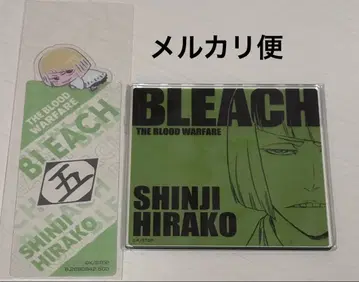 メルカリ便
THE BLOOD
WARFARE
BLEACH
五
SHINJI
HIRAKO
BLEACH
THE BLOOD WARFARE
SHINJI
HIRAKO